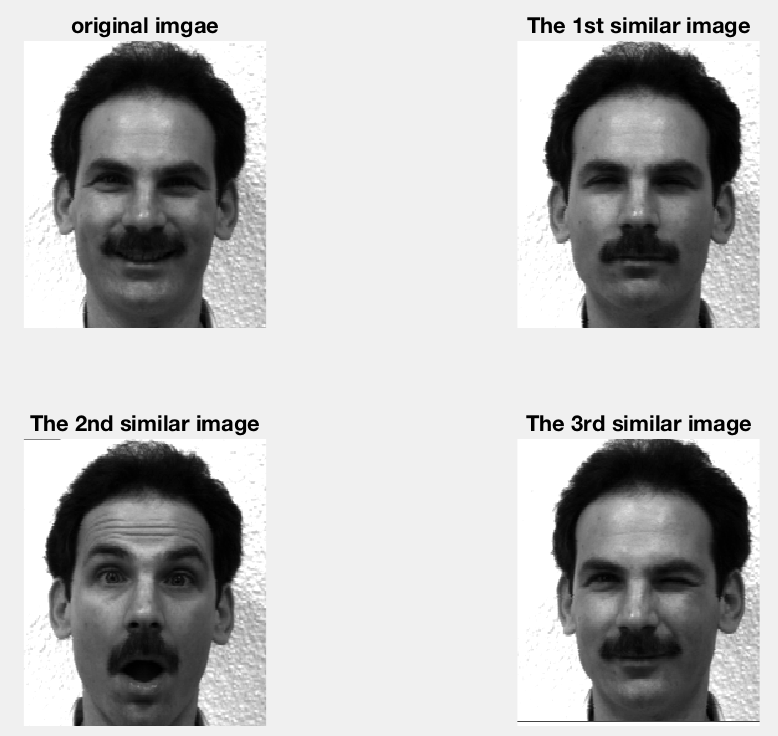 original imgae
The 1st similar image
The 2nd similar image
The 3rd similar image